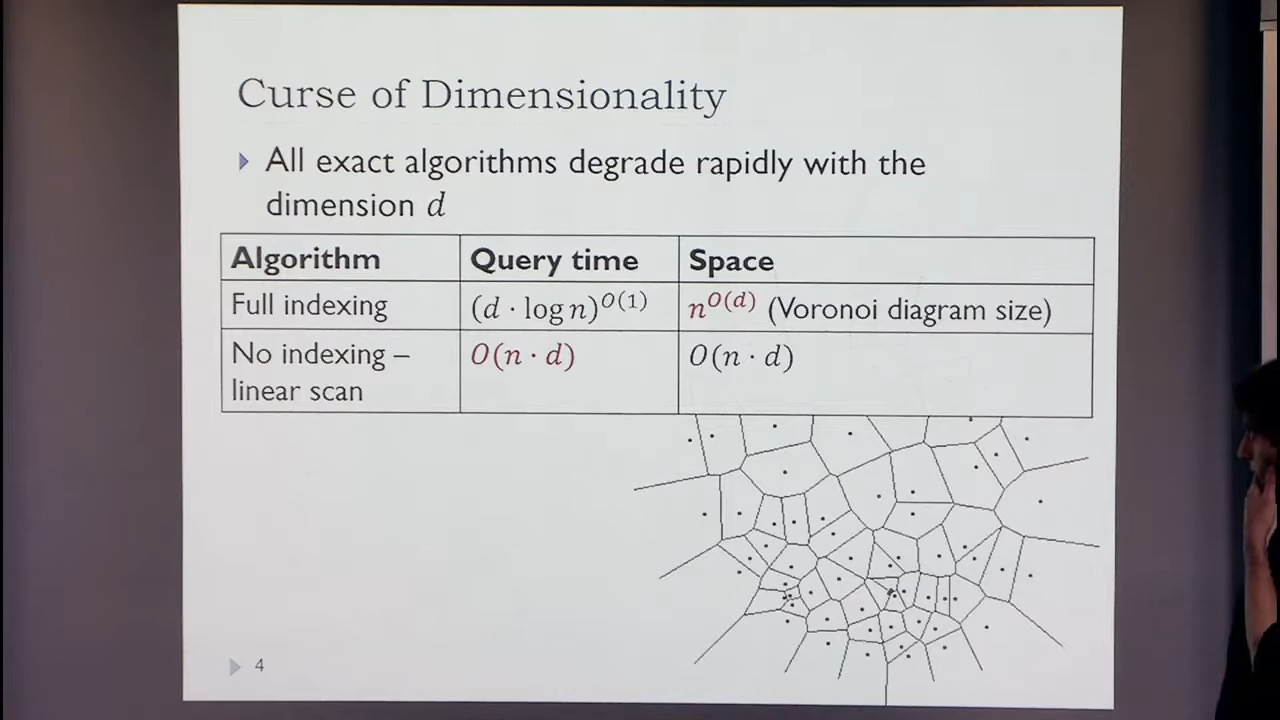 Curse of Dimensionality
All exact algorithms degrade rapidly with the
dimension d
Algorithm Query time Space
Full indexing (d · log n)^O(1) n^O(d) (Voronoi diagram size)
No indexing – O(n · d) O(n · d)
linear scan
4